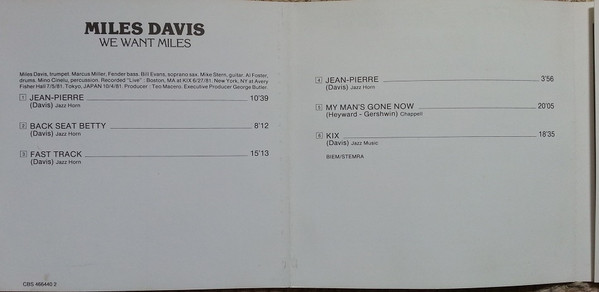 MILES DAVIS
WE WANT MILES
Miles Davis, trumpet. Marcus Miller, Fender bass. Bill Evans, soprano sax. Mike Stern, guitar. Al Foster,
drums. Mino Cinelu, percussion. Recorded "Live" : Boston, MA at KIX 6/27/81. New York, NY at Avery
Fisher Hall 7/5/81. Tokyo, JAPAN 10/4/81. Producer : Teo Macero. Executive Producer George Butler.
1 JEAN-PIERRE 10'39
(Davis) Jazz Horn
2 BACK SEAT BETTY 8'12
(Davis) Jazz Horn
3 FAST TRACK 15'13
(Davis) Jazz Horn
CBS 466440 2
4 JEAN-PIERRE 3'56
(Davis) Jazz Horn
5 MY MAN'S GONE NOW 20'05
(Heyward - Gershwin) Chappell
6 KIX 18'35
(Davis) Jazz Music
BIEM/STEMRA